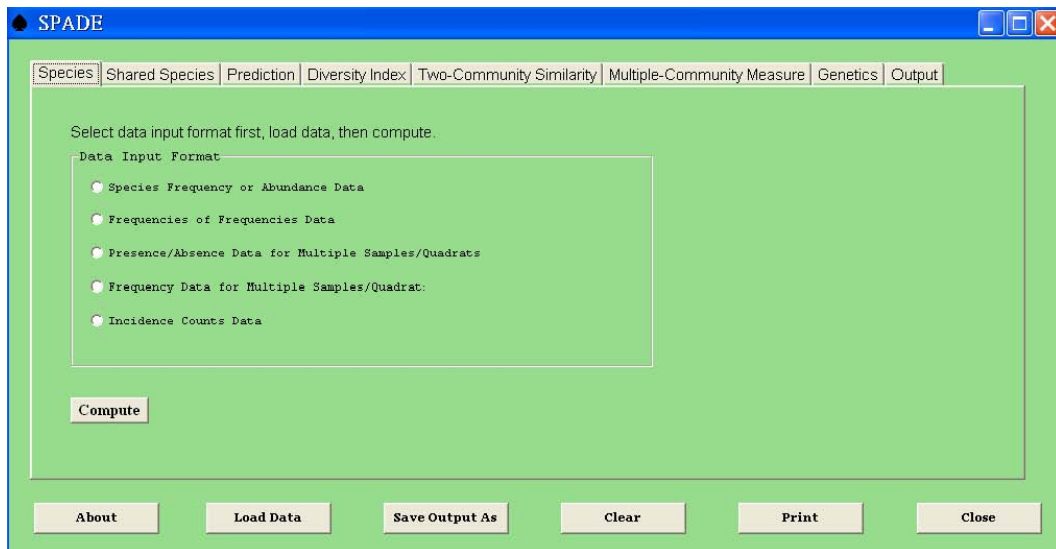 SPADE
Species Shared Species Prediction Diversity Index Two-Community Similarity Multiple-Community Measure Genetics Output
Select data input format first, load data, then compute.
Data Input Format
Species Frequency or Abundance Data
Frequencies of Frequencies Data
Presence/Absence Data for Multiple Samples/Quadrats
Frequency Data for Multiple Samples/Quadrat:
Incidence Counts Data
Compute
About Load Data Save Output As Clear Print Close